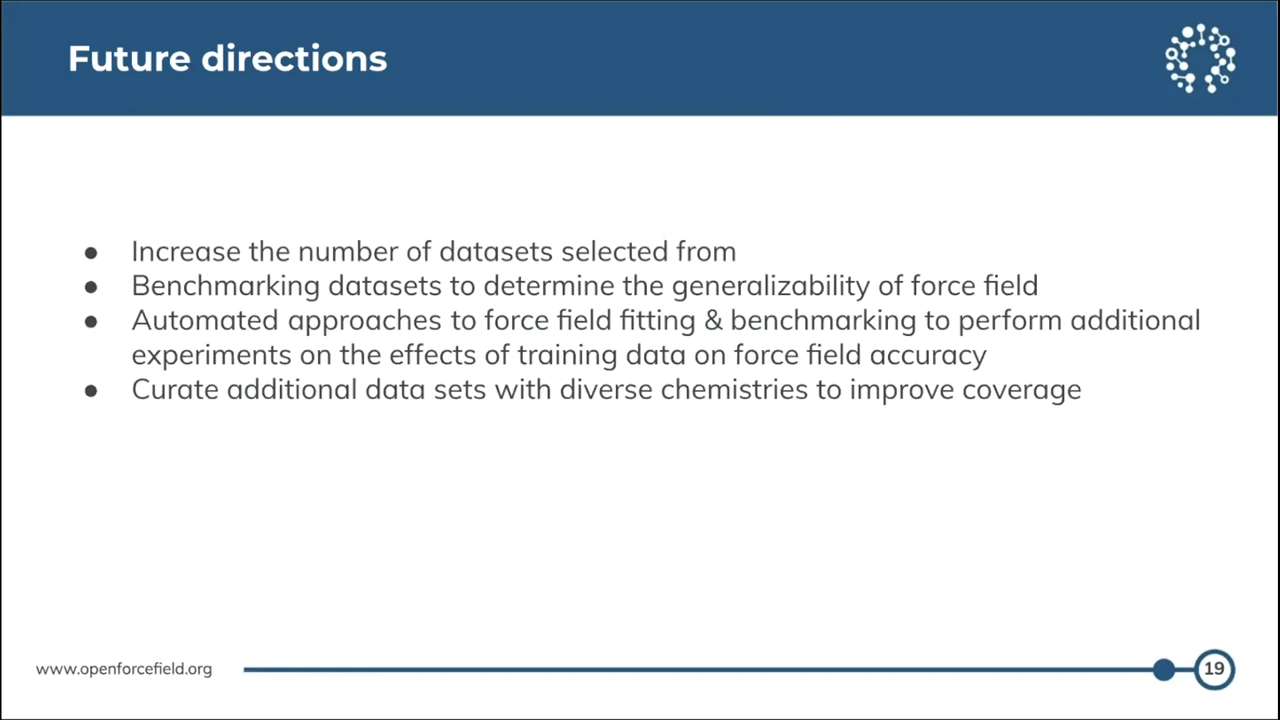 Future directions
● Increase the number of datasets selected from
● Benchmarking datasets to determine the generalizability of force field
● Automated approaches to force field fitting & benchmarking to perform additional
experiments on the effects of training data on force field accuracy
● Curate additional data sets with diverse chemistries to improve coverage
www.openforcefield.org
19